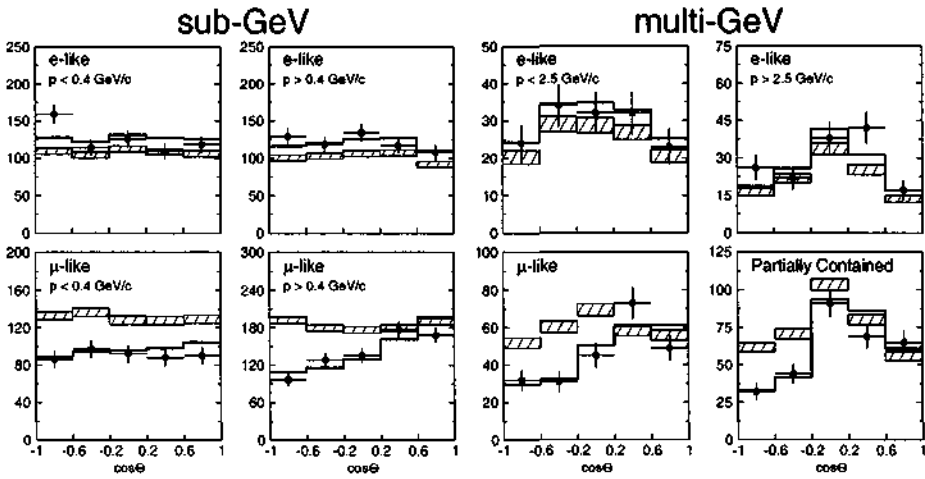 sub-GeV
multi-GeV
250
200
150
100
50
0
e-like
p < 0.4 GeV/c
250
200
150
100
50
0
e-like
p > 0.4 GeV/c
50
40
30
20
10
0
e-like
p < 2.5 GeV/c
75
60
45
30
15
0
e-like
p > 2.5 GeV/c
200
160
120
80
40
0
μ-like
p < 0.4 GeV/c
-1 -0.6 -0.2 0.2 0.6 1
cosΘ
300
240
180
120
60
0
μ-like
p > 0.4 GeV/c
-1 -0.6 -0.2 0.2 0.6 1
cosΘ
100
80
60
40
20
0
μ-like
-1 -0.6 -0.2 0.2 0.6 1
cosΘ
125
100
75
50
25
0
Partially Contained
-1 -0.6 -0.2 0.2 0.6 1
cosΘ